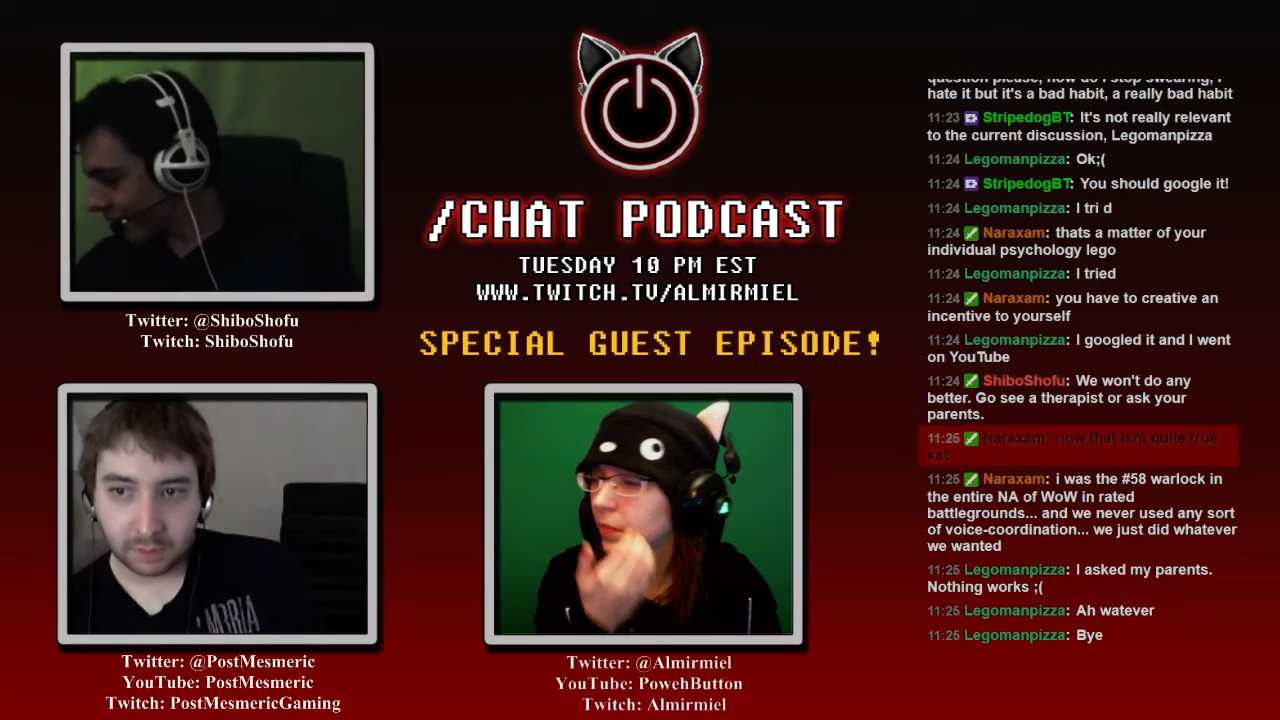 /CHAT PODCAST
TUESDAY 10 PM EST
WWW.TWITCH.TV/ALMIRMIEL
SPECIAL GUEST EPISODE!
Twitter: @ShiboShofu
Twitch: ShiboShofu
Twitter: @PostMesmeric
YouTube: PostMesmeric
Twitch: PostMesmericGaming
Twitter: @Almirmiel
YouTube: PowehButton
Twitch: Almirmiel
question please, how do i stop swearing, I
hate it but it's a bad habit, a really bad habit
11:23 StripedogBT: It's not really relevant
to the current discussion, Legomanpizza
11:24 Legomanpizza: Ok;(
11:24 StripedogBT: You should google it!
11:24 Legomanpizza: I tri d
11:24 Naraxam: thats a matter of your
individual psychology lego
11:24 Legomanpizza: I tried
11:24 Naraxam: you have to creative an
incentive to yourself
11:24 Legomanpizza: I googled it and I went
on YouTube
11:24 ShiboShofu: We won't do any
better. Go see a therapist or ask your
parents.
11:25 Naraxam: now that isnt quite true
kat
11:25 Naraxam: i was the #58 warlock in
the entire NA of WoW in rated
battlegrounds... and we never used any sort
of voice-coordination... we just did whatever
we wanted
11:25 Legomanpizza: I asked my parents.
Nothing works ;(
11:25 Legomanpizza: Ah watever
11:25 Legomanpizza: Bye